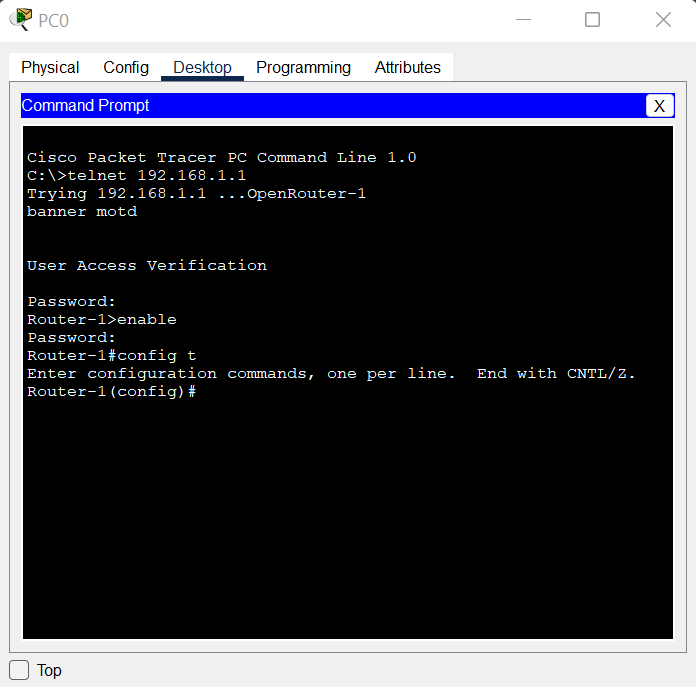 PC0
Physical Config Desktop Programming Attributes
Command Prompt X
Cisco Packet Tracer PC Command Line 1.0
C:\>telnet 192.168.1.1
Trying 192.168.1.1 ...OpenRouter-1
banner motd
User Access Verification
Password:
Router-1>enable
Password:
Router-1#config t
Enter configuration commands, one per line.  End with CNTL/Z.
Router-1(config)#
Top